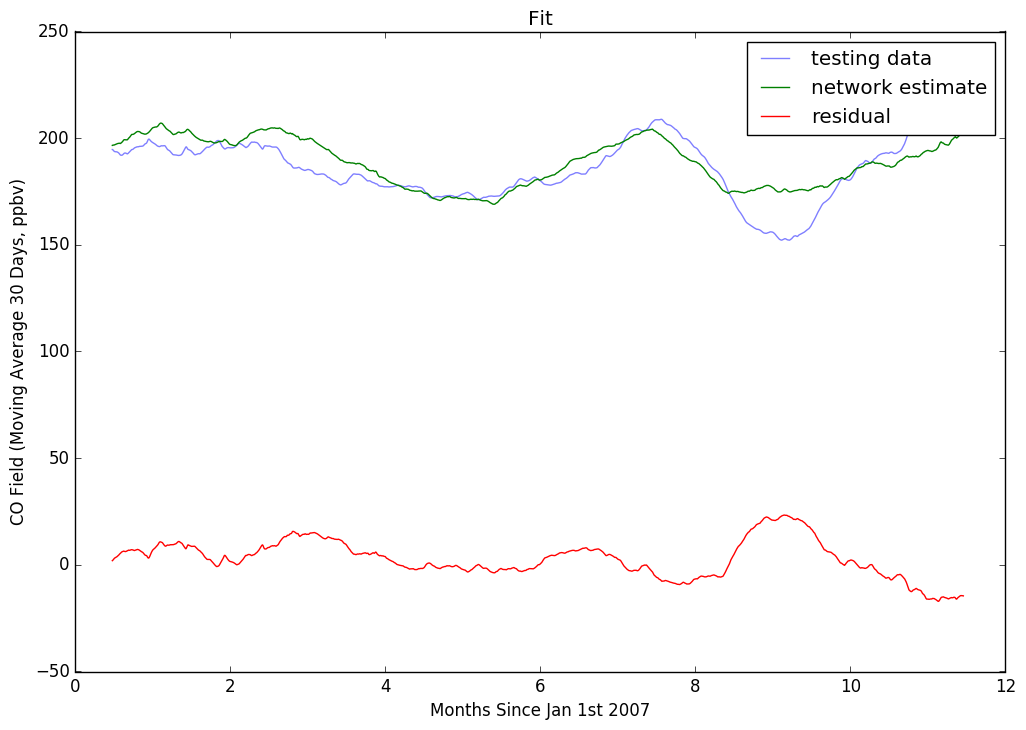 Fit
250
200
150
100
50
0
−50
0 2 4 6 8 10 12
CO Field (Moving Average 30 Days, ppbv)
Months Since Jan 1st 2007
testing data
network estimate
residual